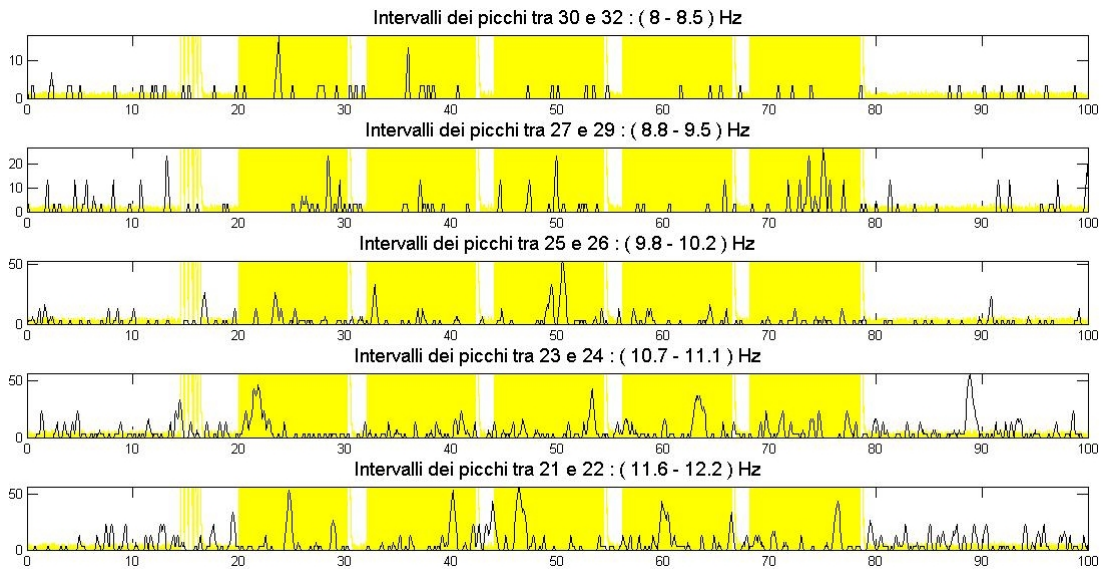 Intervalli dei picchi tra 30 e 32 : ( 8 - 8.5 ) Hz
10
0
0 10 20 30 40 50 60 70 80 90 100
Intervalli dei picchi tra 27 e 29 : ( 8.8 - 9.5 ) Hz
20
10
0
0 10 20 30 40 50 60 70 80 90 100
Intervalli dei picchi tra 25 e 26 : ( 9.8 - 10.2 ) Hz
50
0
0 10 20 30 40 50 60 70 80 90 100
Intervalli dei picchi tra 23 e 24 : ( 10.7 - 11.1 ) Hz
50
0
0 10 20 30 40 50 60 70 80 90 100
Intervalli dei picchi tra 21 e 22 : ( 11.6 - 12.2 ) Hz
50
0
0 10 20 30 40 50 60 70 80 90 100